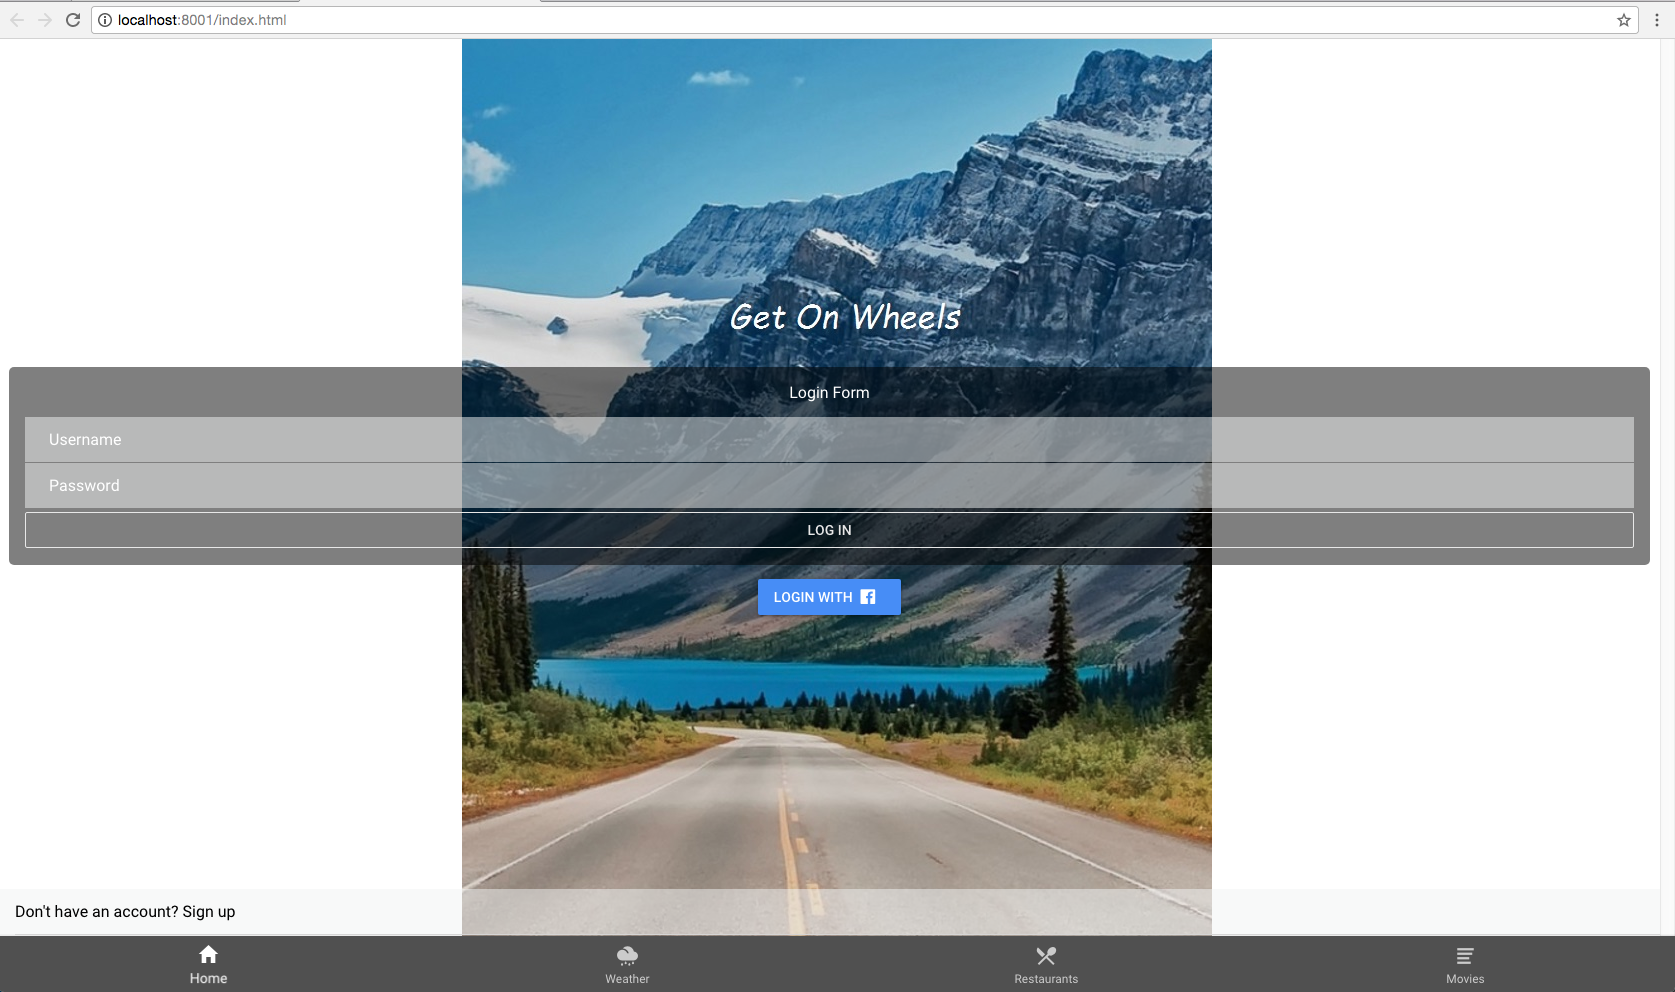 localhost:8001/index.html
Get On Wheels
Login Form
Username
Password
LOG IN
LOGIN WITH
Don't have an account? Sign up
Home
Weather
Restaurants
Movies